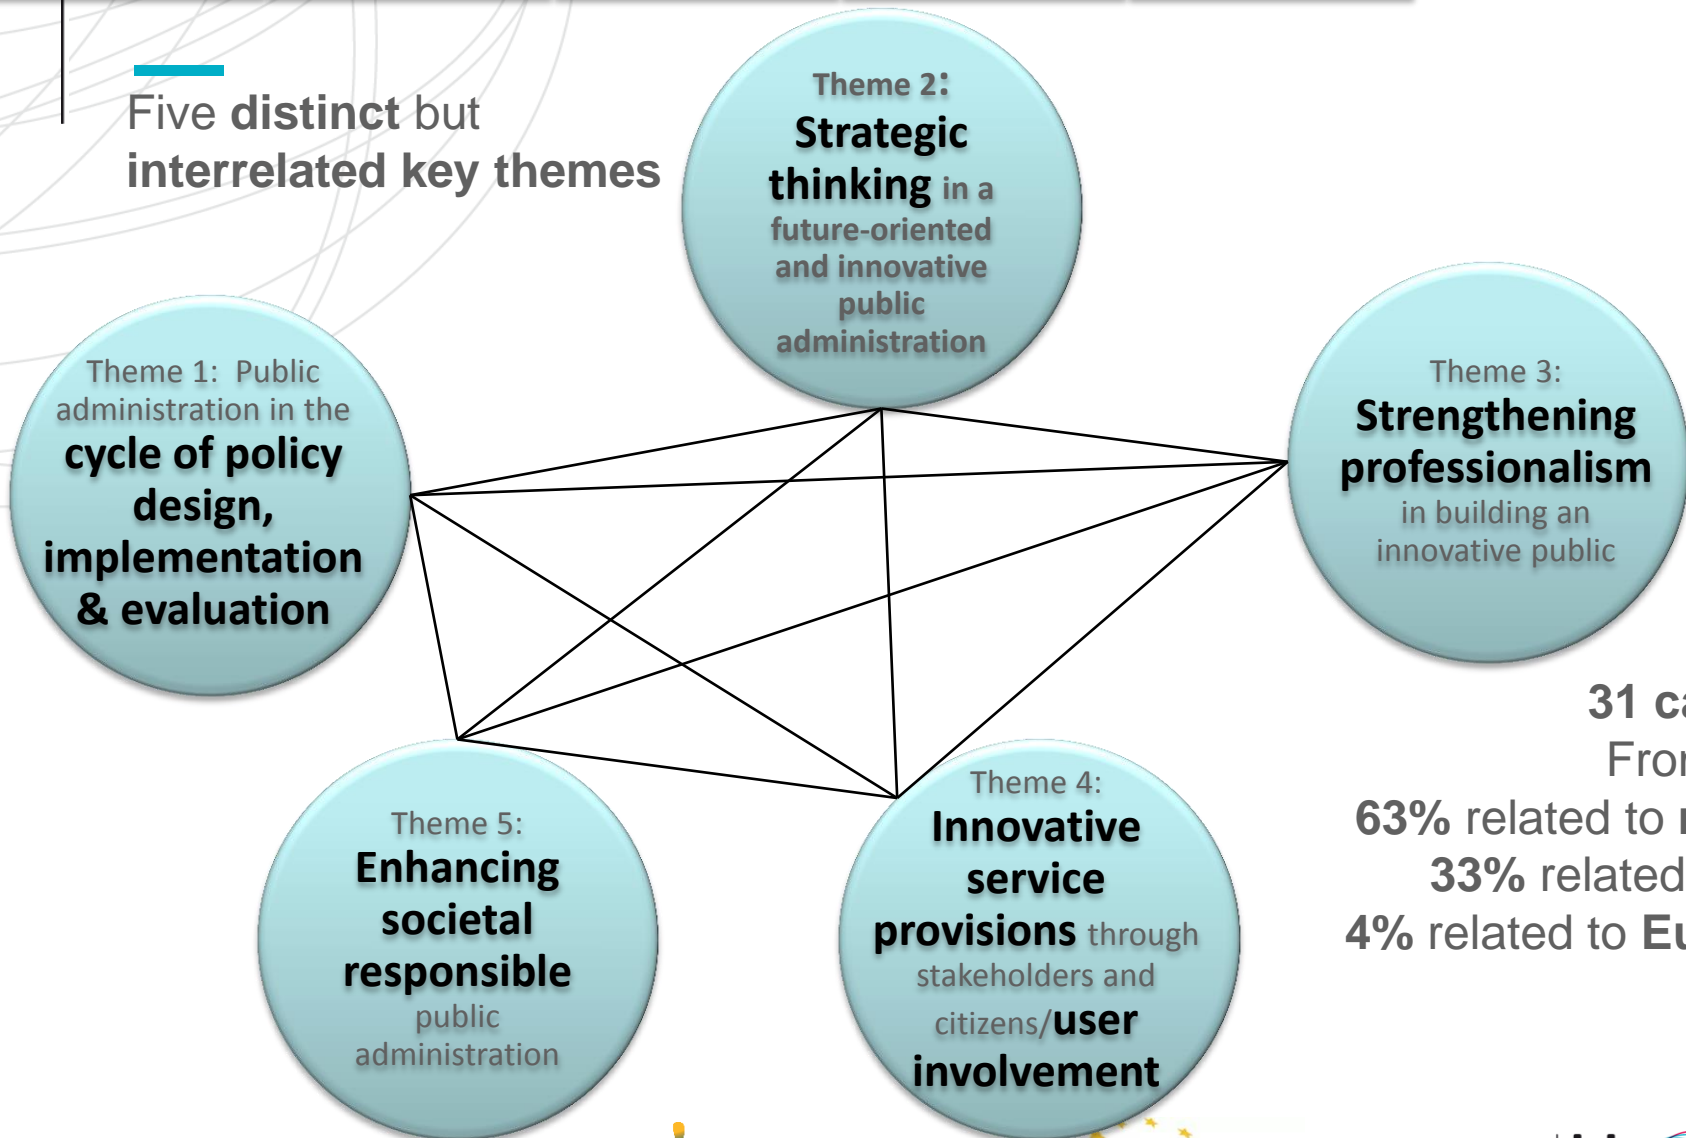 Five distinct but
interrelated key themes
Theme 2:
Strategic
thinking in a
future-oriented
and innovative
public
administration
Theme 1: Public
administration in the
cycle of policy
design,
implementation
& evaluation
Theme 3:
Strengthening
professionalism
in building an
innovative public
31
63% related to
33% related
4% related to
Theme 5:
Enhancing
societal
responsible
public
administration
Theme 4:
Innovative
service
provisions through
stakeholders and
citizens/user
involvement